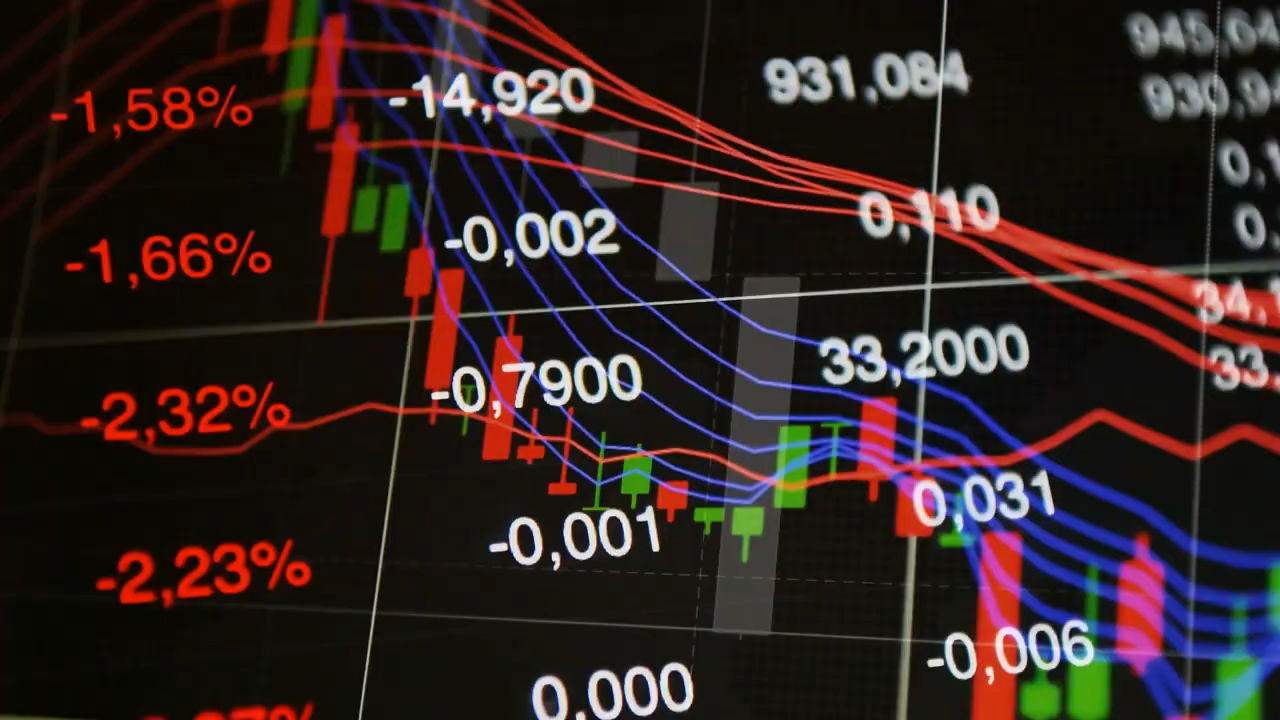 -1,58% -14,920 931,084
-1,66% -0,002 0,110
-2,32% -0,7900 33,2000
-2,23% -0,001 0,031
0,000 -0,006